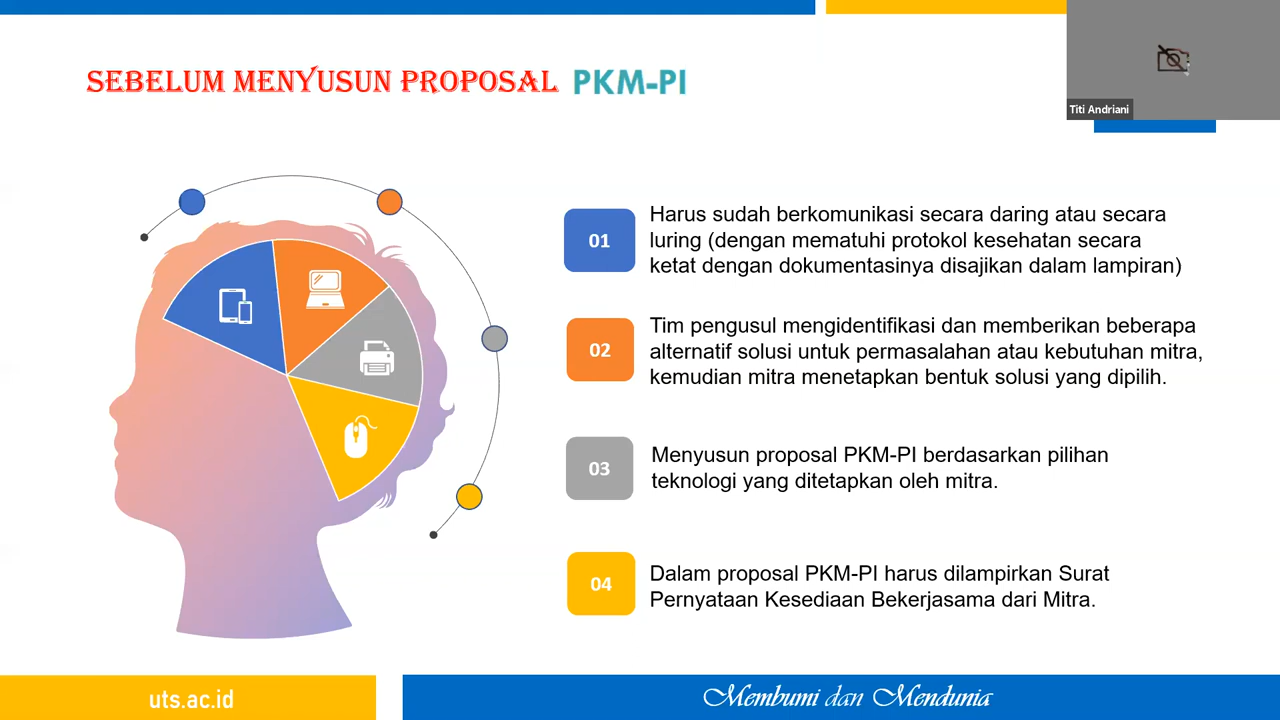 SEBELUM MENYUSUN PROPOSAL PKM-PI
Titi Andriani
01
Harus sudah berkomunikasi secara daring atau secara
luring (dengan mematuhi protokol kesehatan secara
ketat dengan dokumentasinya disajikan dalam lampiran)
02
Tim pengusul mengidentifikasi dan memberikan beberapa
alternatif solusi untuk permasalahan atau kebutuhan mitra,
kemudian mitra menetapkan bentuk solusi yang dipilih.
03
Menyusun proposal PKM-PI berdasarkan pilihan
teknologi yang ditetapkan oleh mitra.
04
Dalam proposal PKM-PI harus dilampirkan Surat
Pernyataan Kesediaan Bekerjasama dari Mitra.
uts.ac.id
Membumi dan Mendunia